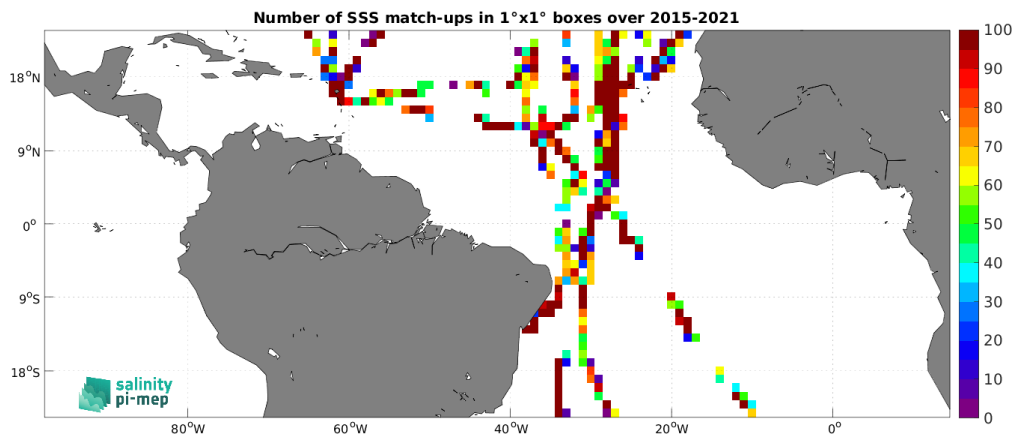 Number of SSS match-ups in 1°x1° boxes over 2015-2021
18°N
9°N
0°
9°S
18°S
80°W
60°W
40°W
20°W
0°
100
90
80
70
60
50
40
30
20
10
0
salinity
pi-mep